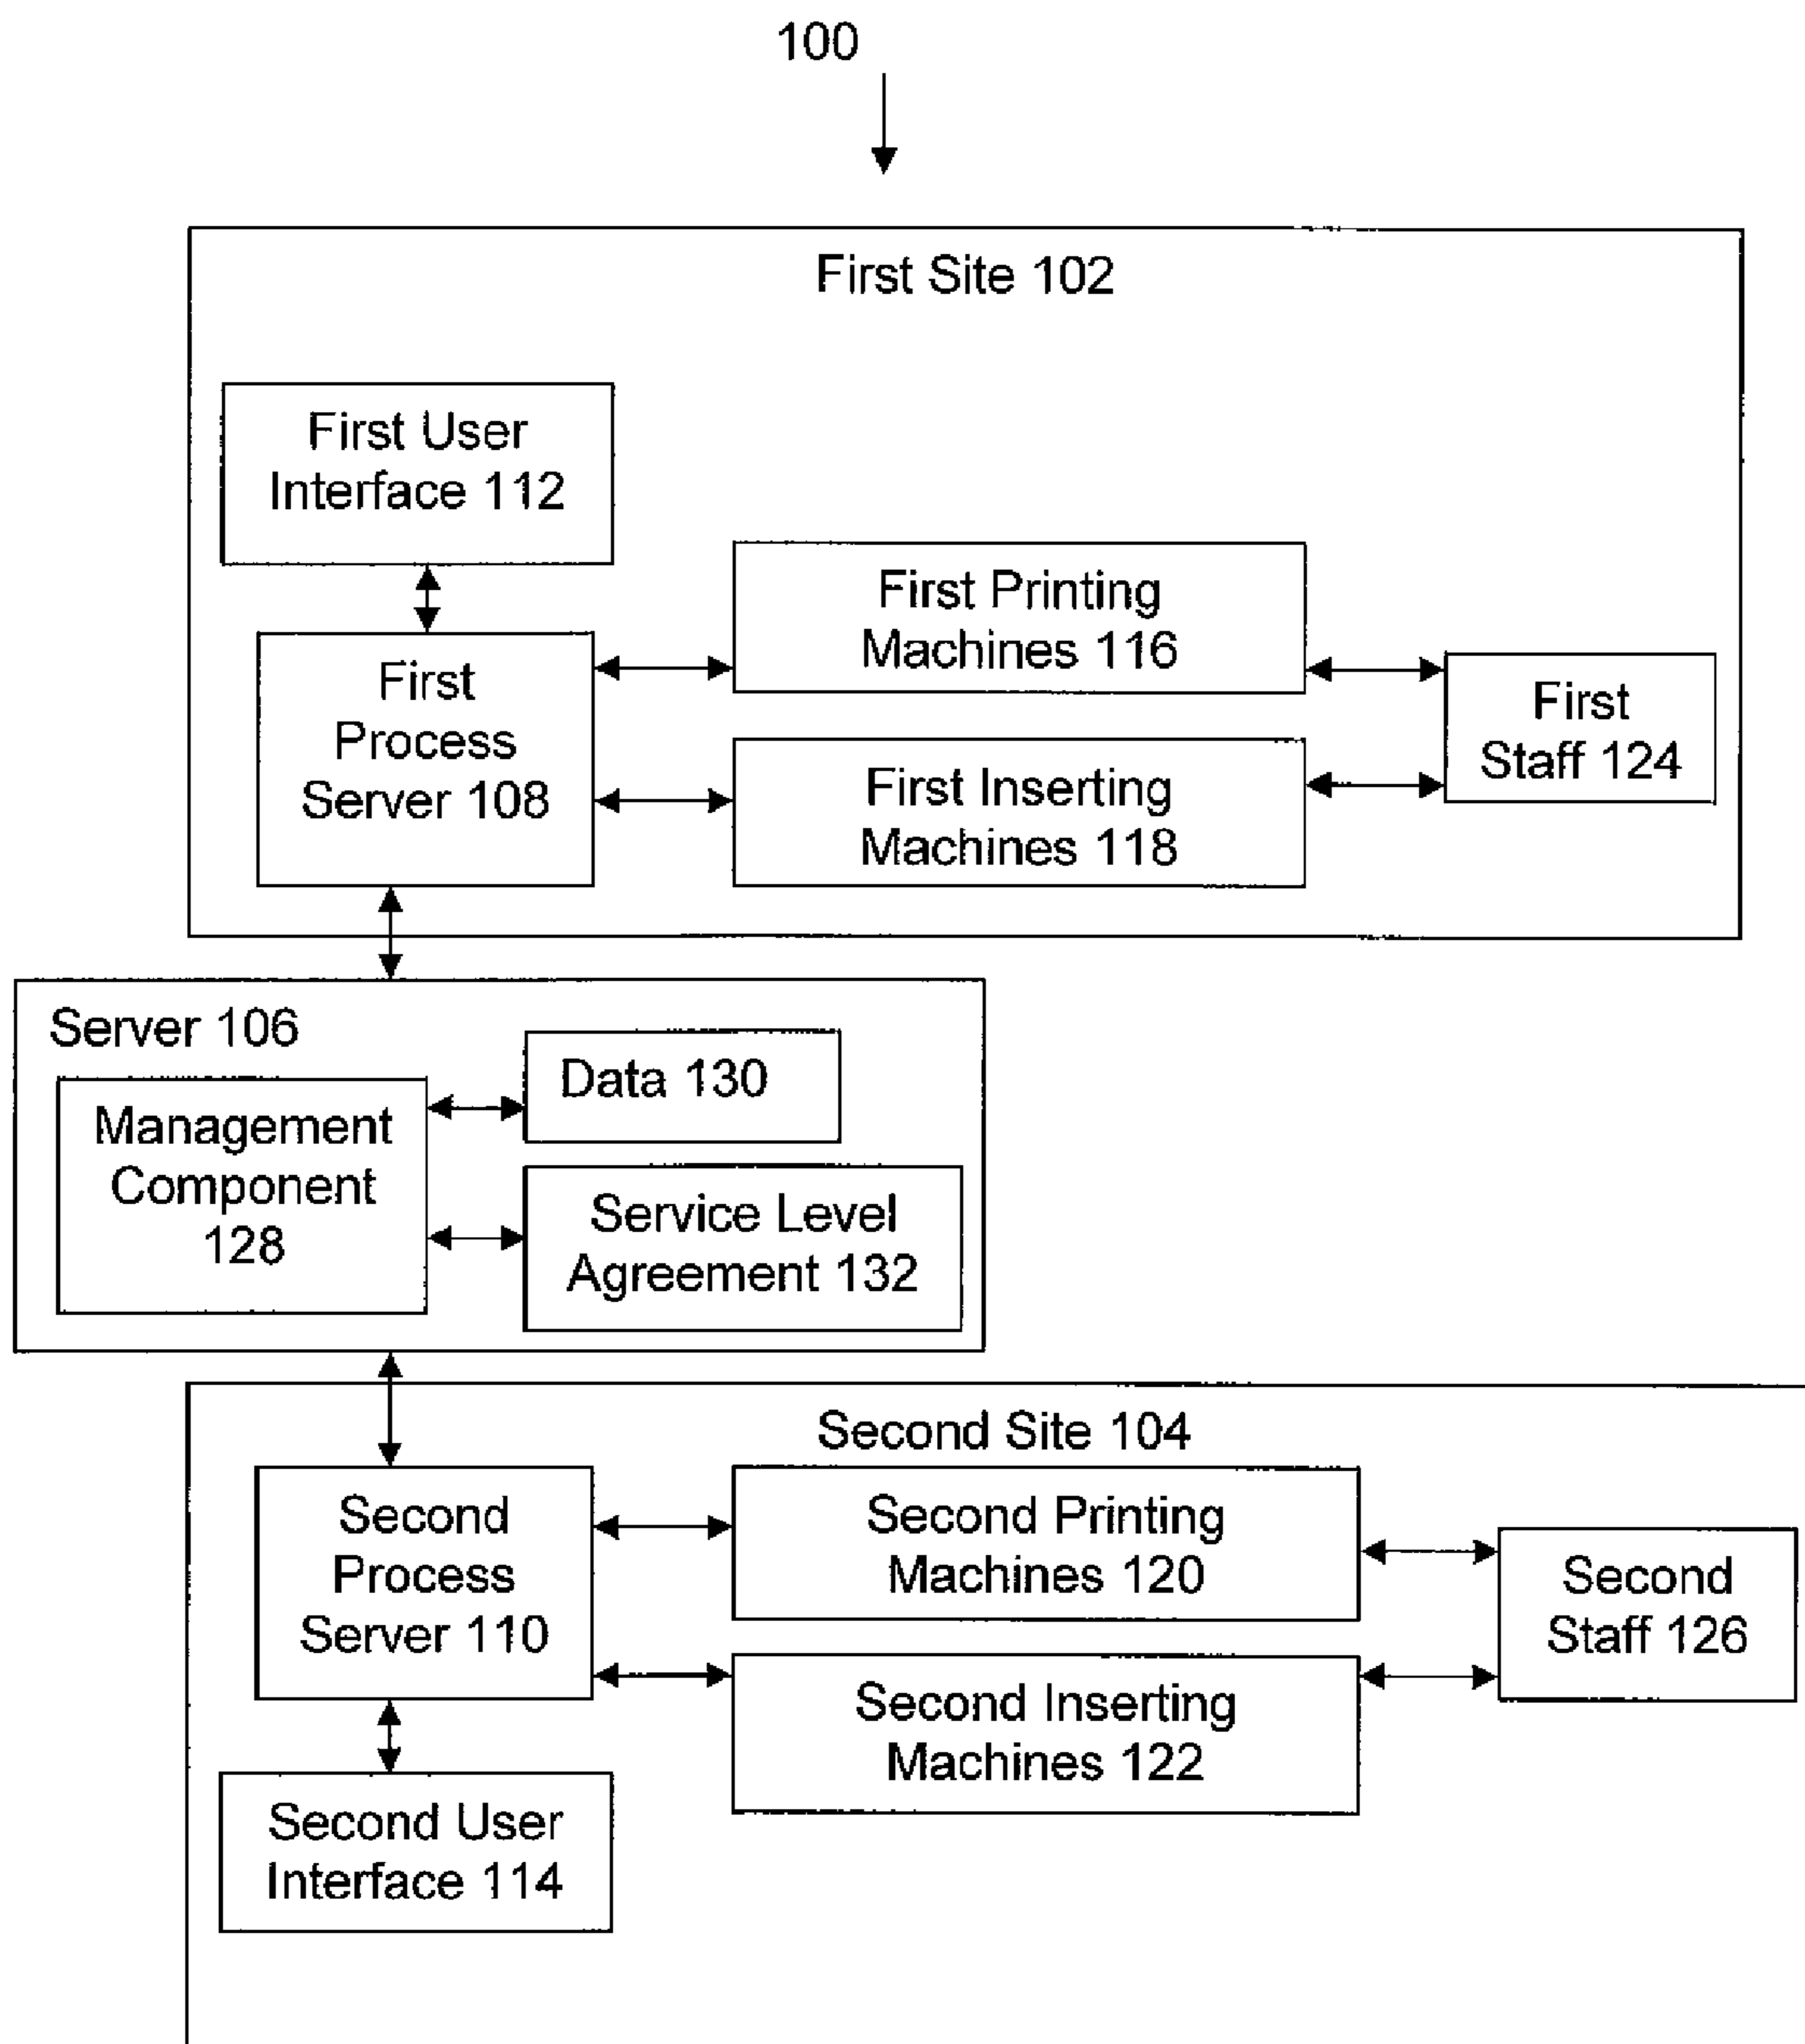 100
First Site 102
First User
Interface 112
First Printing
Machines 116
First
Process
Server 108
First
Staff 124
First Inserting
Machines 118
Server 106
Data 130
Management
Component
128
Service Level
Agreement 132
Second Site 104
Second
Process
Server 110
Second Printing
Machines 120
Second
Staff 126
Second Inserting
Machines 122
Second User
Interface 114